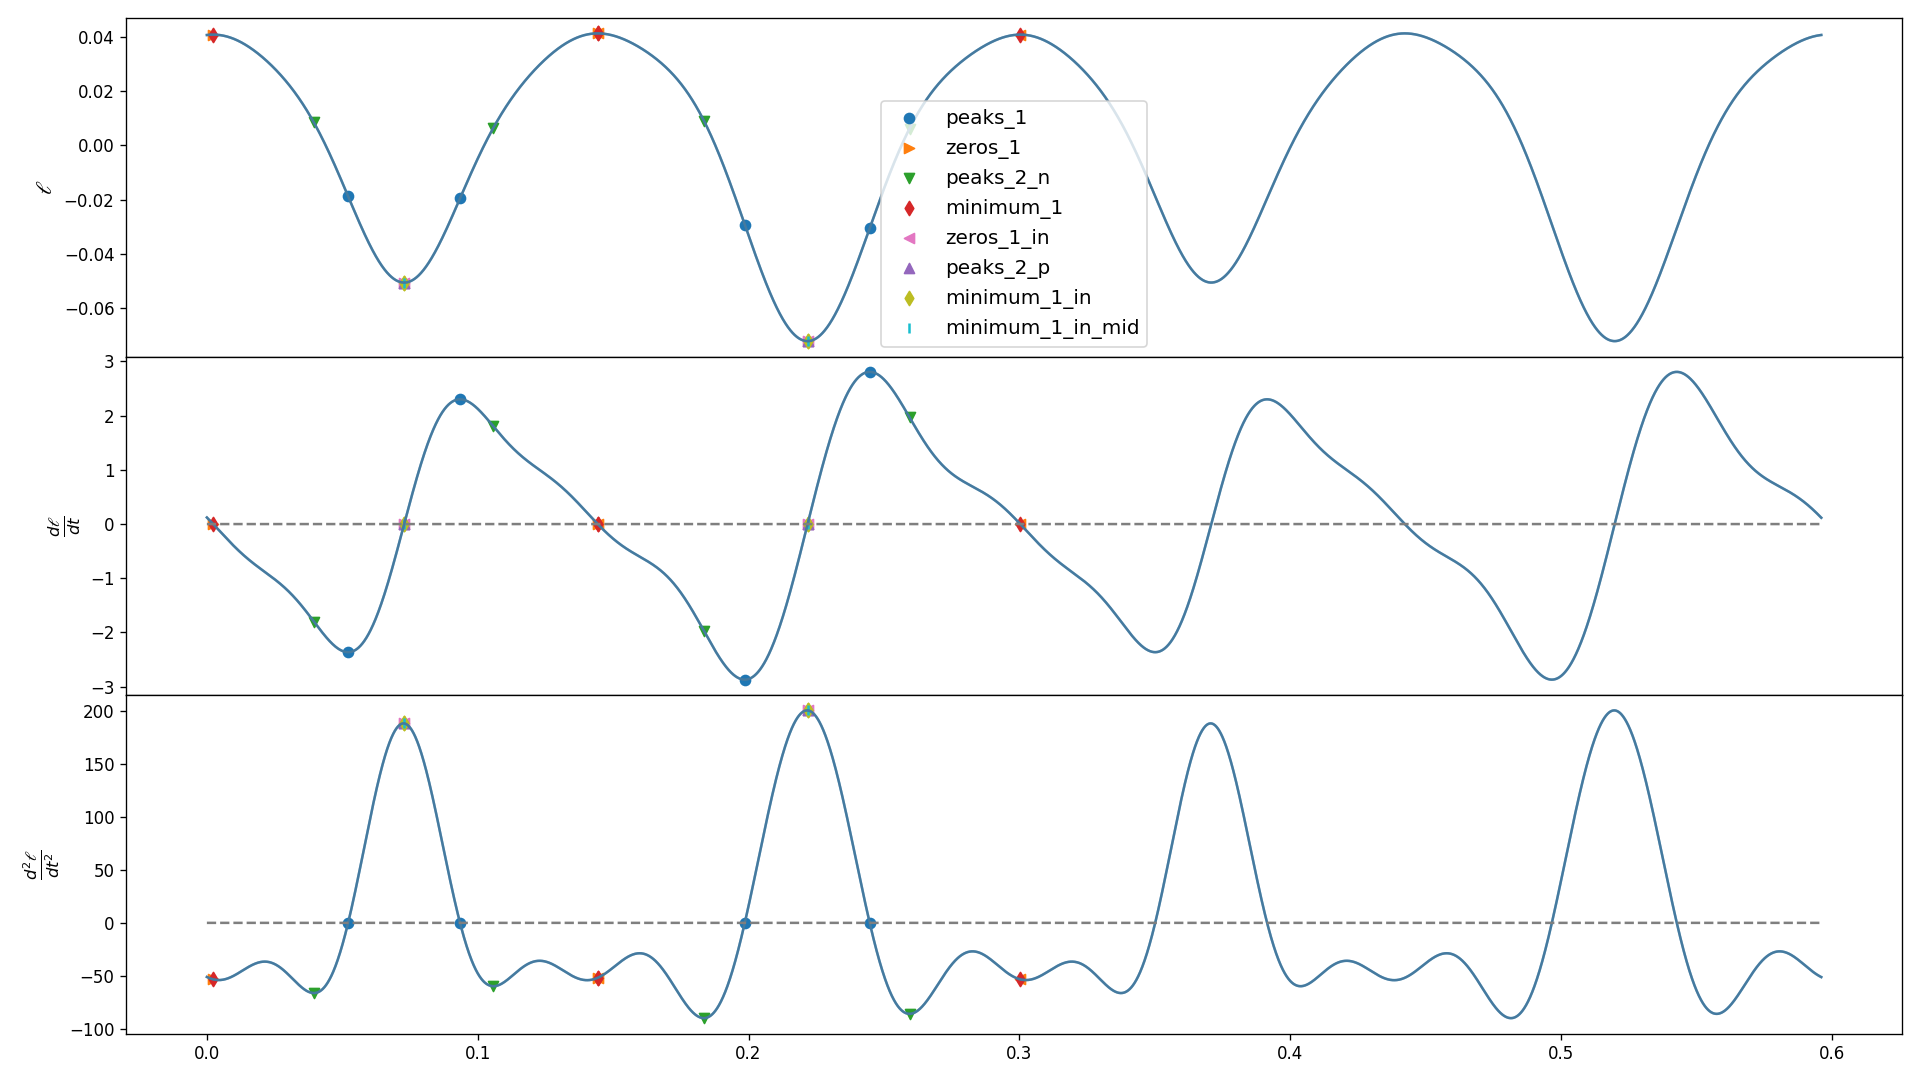 0.04
0.02
0.00
−0.02
−0.04
−0.06
ℓ
peaks_1
zeros_1
peaks_2_n
minimum_1
zeros_1_in
peaks_2_p
minimum_1_in
minimum_1_in_mid
3
2
1
0
−1
−2
−3
dℓ
dt
200
150
100
50
0
−50
−100
d²ℓ
dt²
0.0 0.1 0.2 0.3 0.4 0.5 0.6